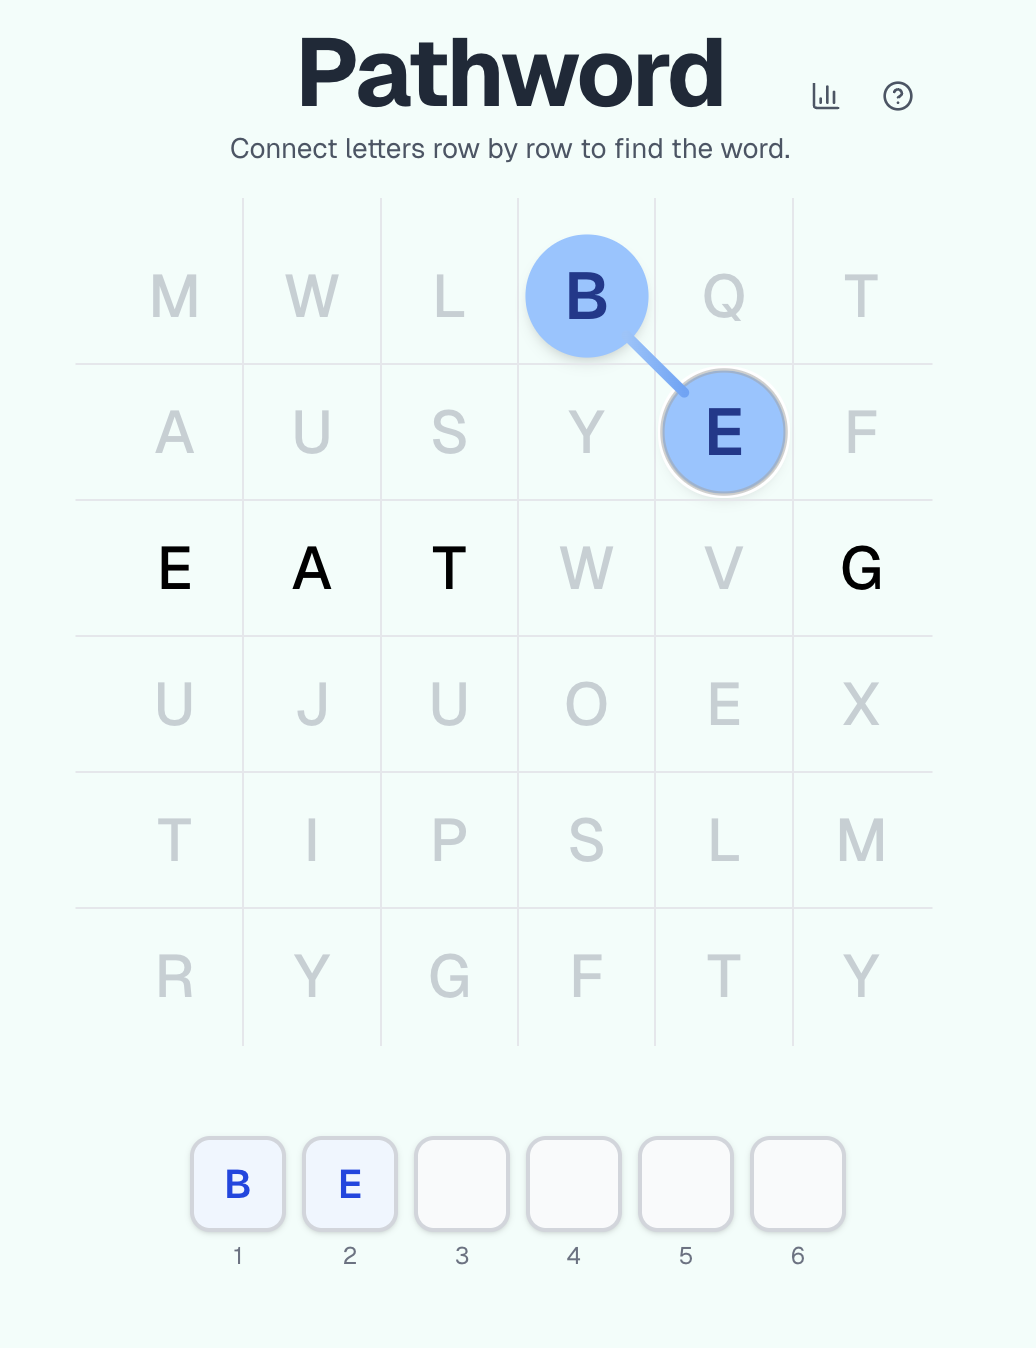 Pathword
Connect letters row by row to find the word.
M W L B Q T
A U S Y E F
E A T W V G
U J U O E X
T I P S L M
R Y G F T Y
B E
1 2 3 4 5 6